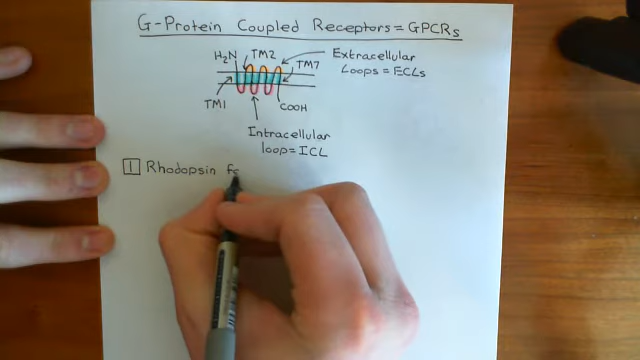 G-Protein Coupled Receptors = GPCRs
H₂N TM2 Extracellular
TM7 Loops = ECLs
TM1 COOH
Intracellular
loop = ICL
1 Rhodopsin